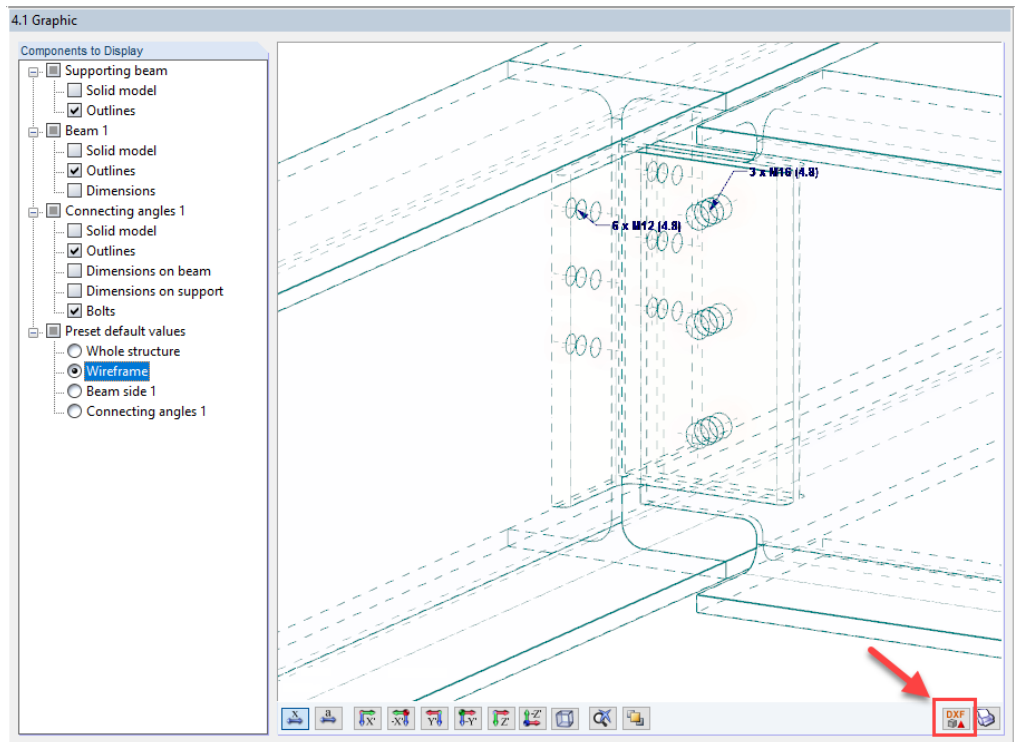 4.1 Graphic
Components to Display
Supporting beam
Solid model
Outlines
Beam 1
Solid model
Outlines
Dimensions
Connecting angles 1
Solid model
Outlines
Dimensions on beam
Dimensions on support
Bolts
Preset default values
Whole structure
Wireframe
Beam side 1
Connecting angles 1
3 x M16 (4.8)
6 x M12 (4.8)
x a X' -X' Y' -Y' Z' -Z' DXF